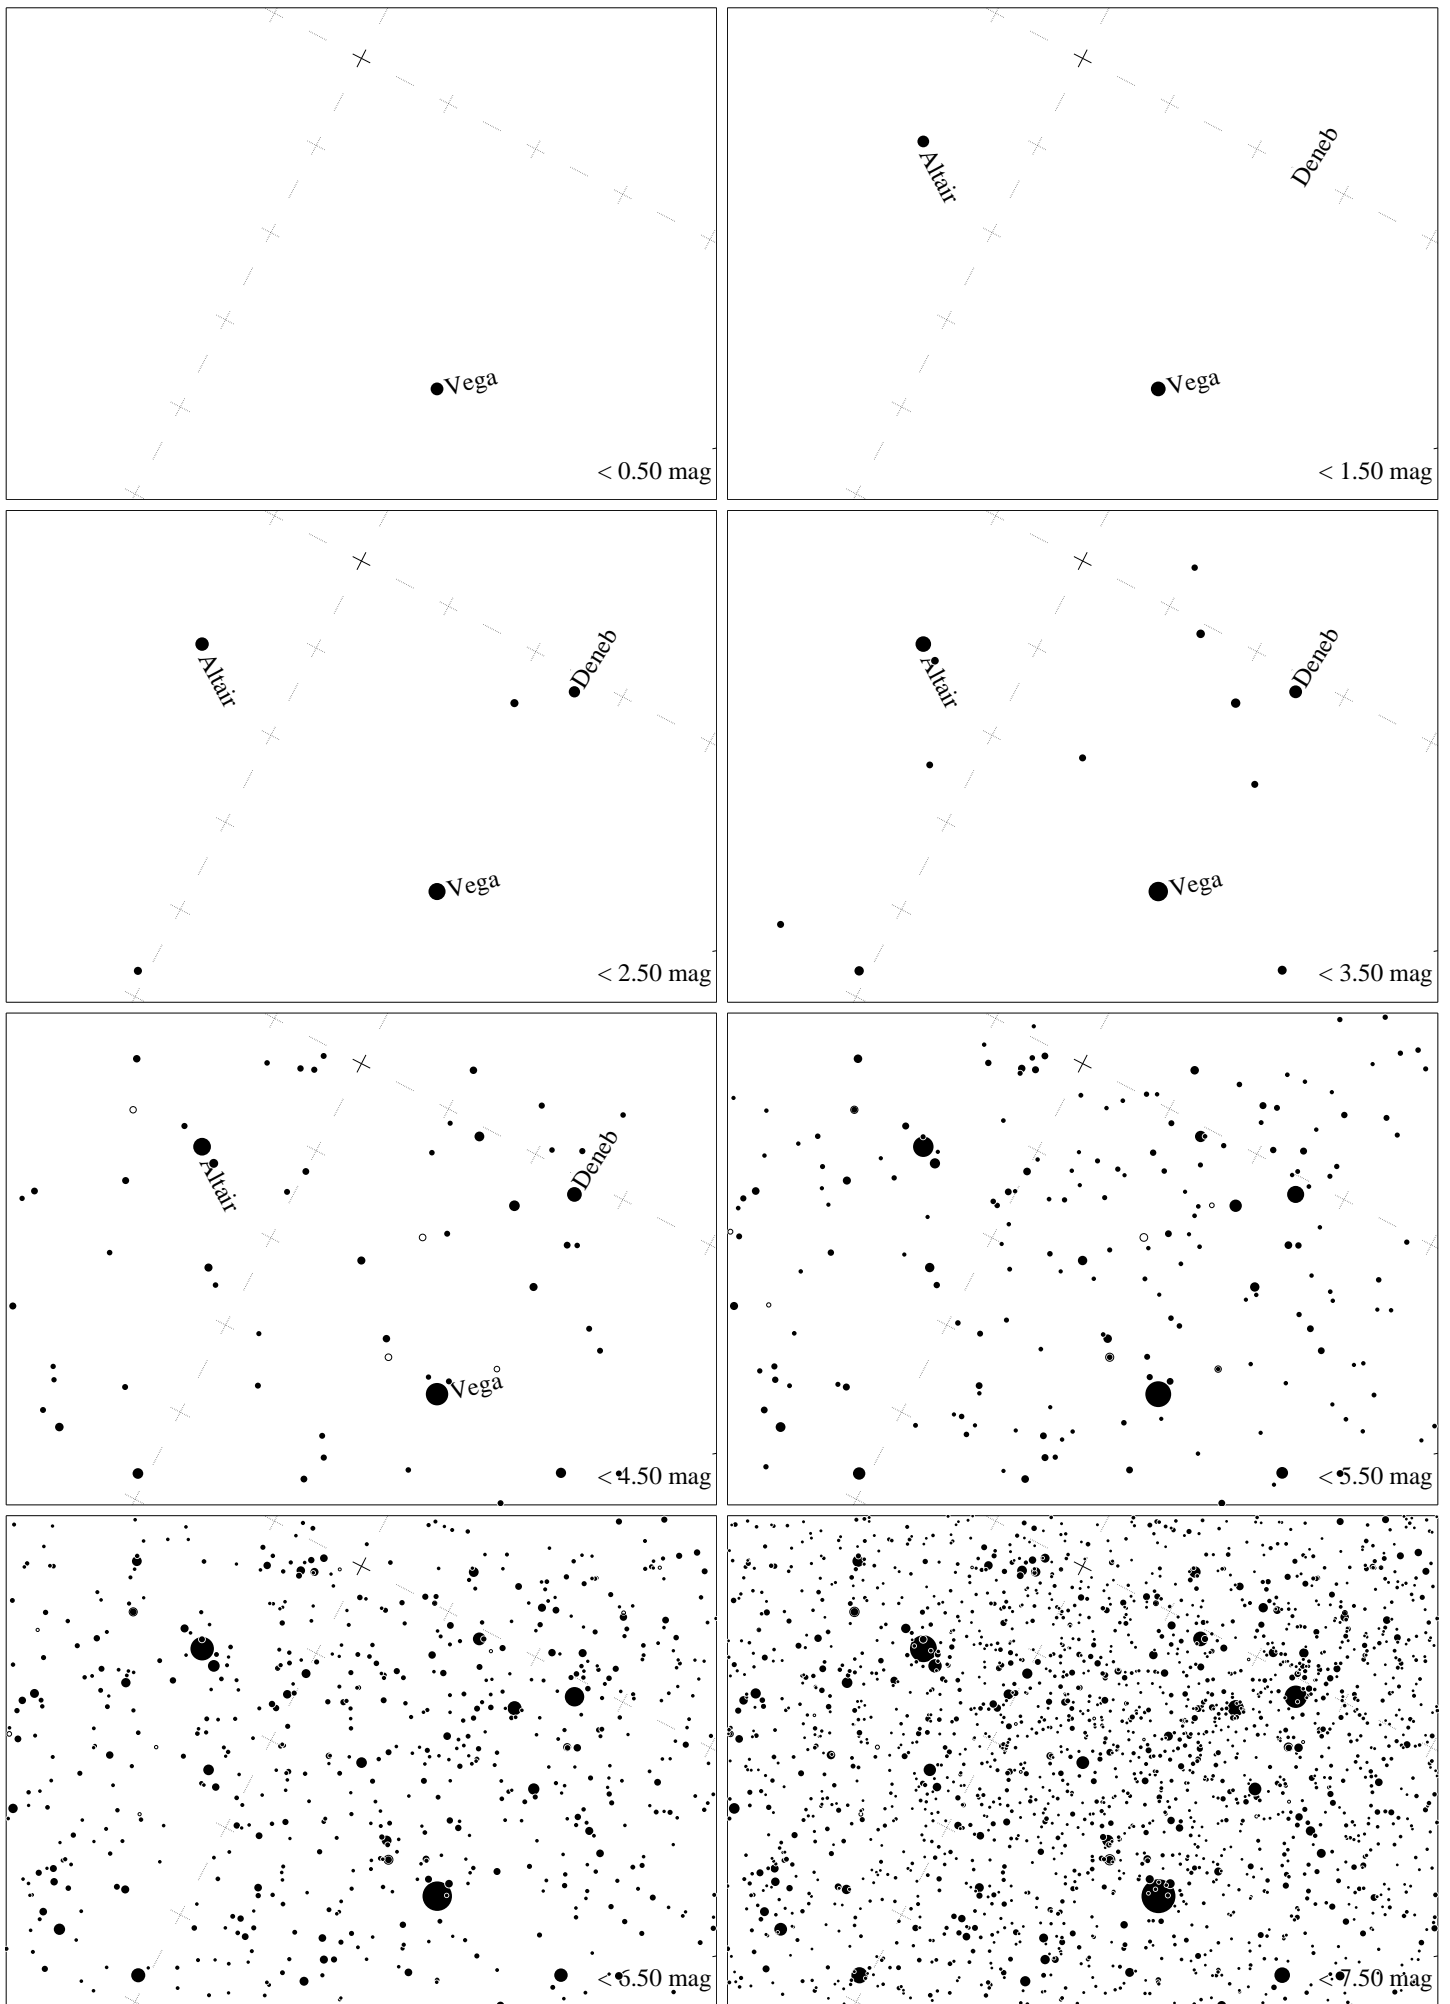 Vega
< 0.50 mag
Altair
Deneb
Vega
< 1.50 mag
Altair
Deneb
Vega
< 2.50 mag
Altair
Deneb
Vega
< 3.50 mag
Altair
Deneb
Vega
< 4.50 mag
< 5.50 mag
< 6.50 mag
< 7.50 mag